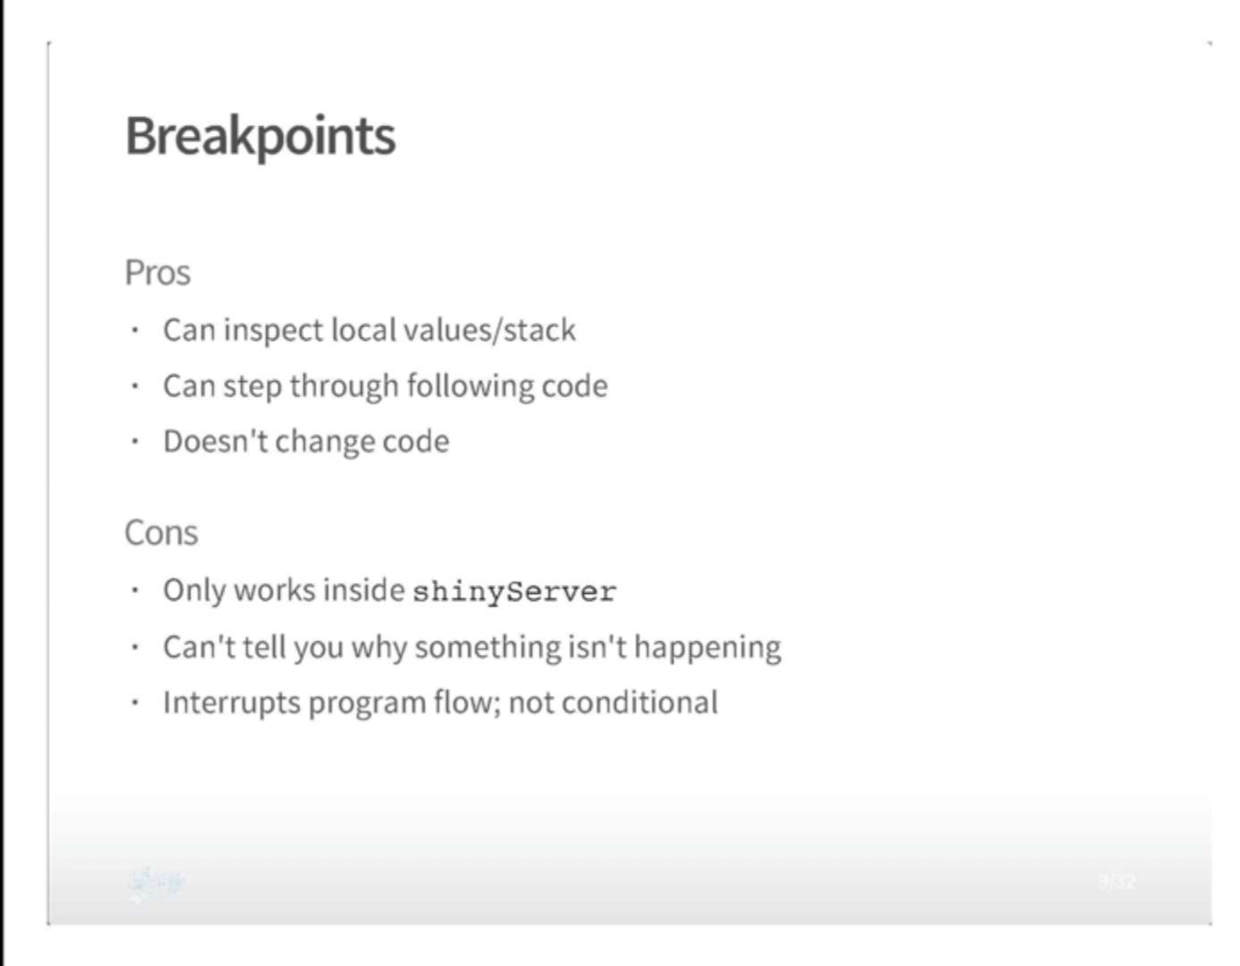 Breakpoints
Pros
· Can inspect local values/stack
· Can step through following code
· Doesn't change code
Cons
· Only works inside shinyServer
· Can't tell you why something isn't happening
· Interrupts program flow; not conditional
9/32